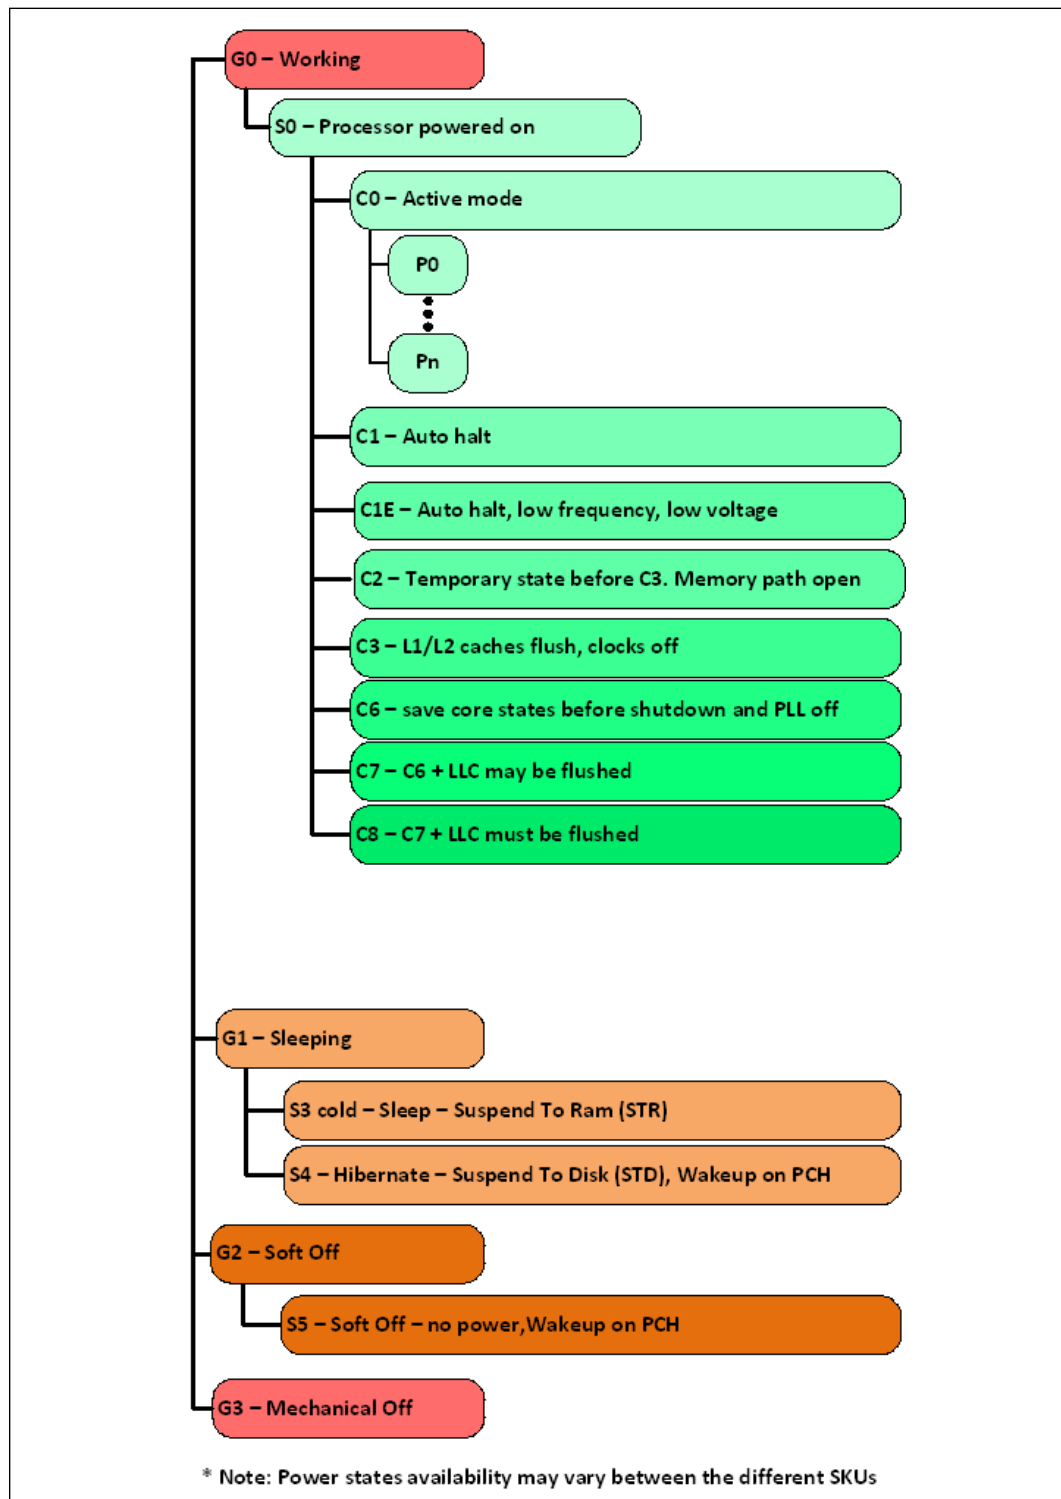 G0 – Working
S0 – Processor powered on
C0 – Active mode
P0
Pn
C1 – Auto halt
C1E – Auto halt, low frequency, low voltage
C2 – Temporary state before C3. Memory path open
C3 – L1/L2 caches flush, clocks off
C6 – save core states before shutdown and PLL off
C7 – C6 + LLC may be flushed
C8 – C7 + LLC must be flushed
G1 – Sleeping
S3 cold – Sleep – Suspend To Ram (STR)
S4 – Hibernate – Suspend To Disk (STD), Wakeup on PCH
G2 – Soft Off
S5 – Soft Off – no power,Wakeup on PCH
G3 – Mechanical Off
* Note: Power states availability may vary between the different SKUs